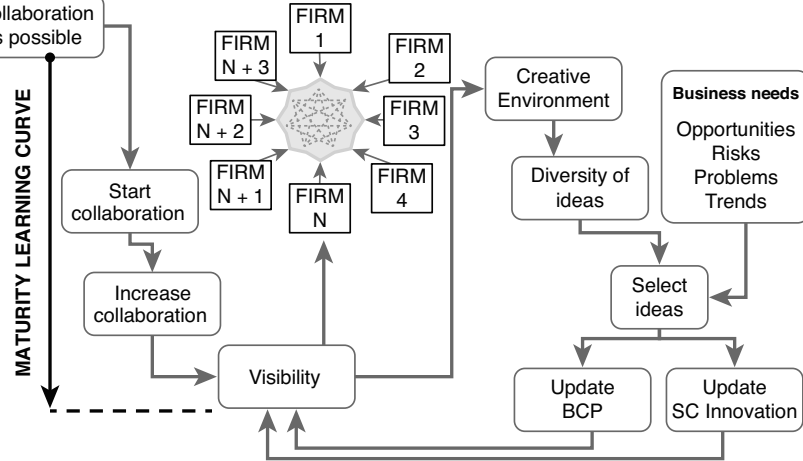 ollaboration
s possible
MATURITY LEARNING CURVE
Start
collaboration
Increase
collaboration
Visibility
FIRM
1
FIRM
2
FIRM
3
FIRM
4
FIRM
N
FIRM
N + 1
FIRM
N + 2
FIRM
N + 3
Creative
Environment
Diversity of
ideas
Business needs
Opportunities
Risks
Problems
Trends
Select
ideas
Update
BCP
Update
SC Innovation